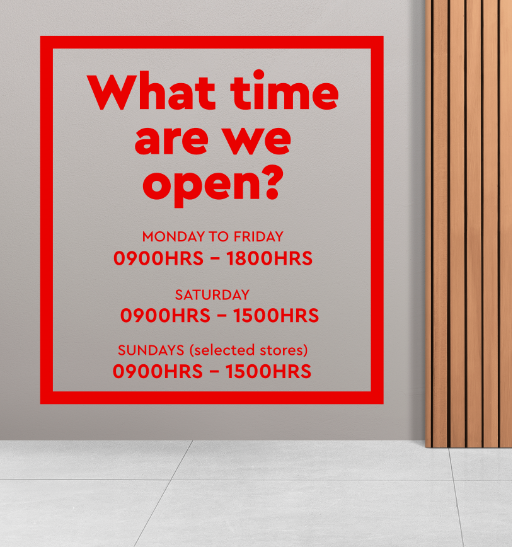 What time
are we
open?
MONDAY TO FRIDAY
0900HRS – 1800HRS
SATURDAY
0900HRS – 1500HRS
SUNDAYS (selected stores)
0900HRS – 1500HRS